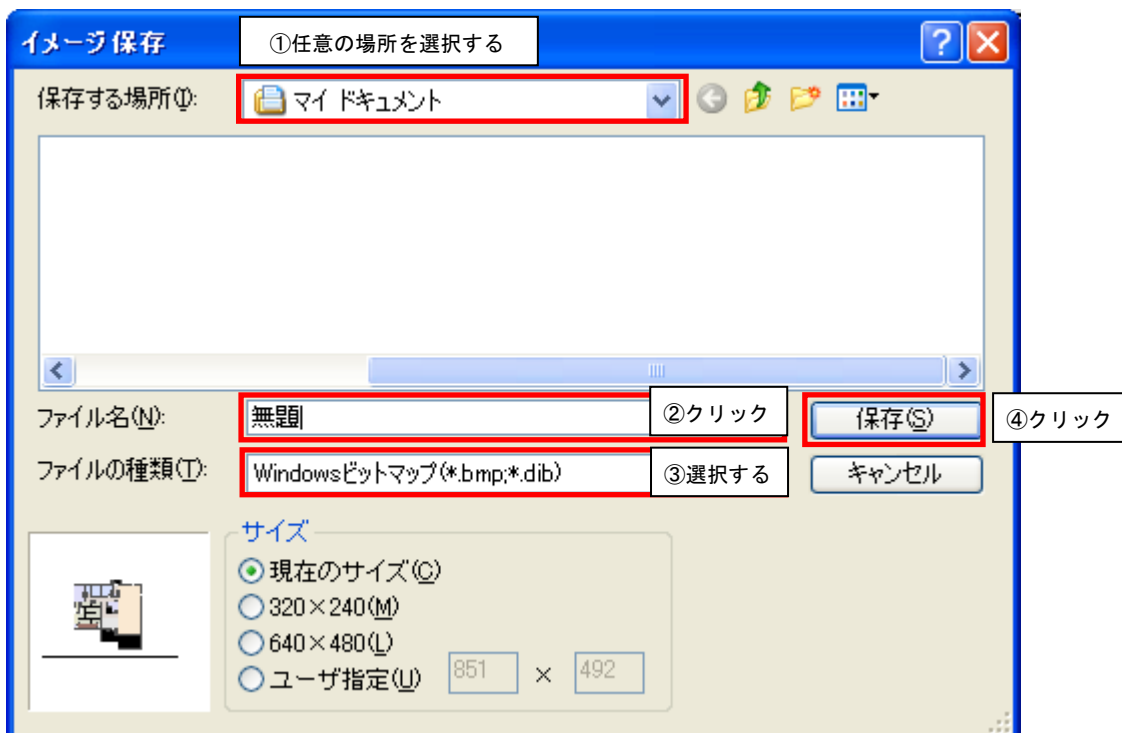 イメージ保存
①任意の場所を選択する
保存する場所(I):
マイ ドキュメント
ファイル名(N):
無題
②クリック
保存(S)
④クリック
ファイルの種類(T):
Windowsビットマップ(*.bmp;*.dib)
③選択する
キャンセル
サイズ
現在のサイズ(C)
320×240(M)
640×480(L)
ユーザ指定(U)
851 × 492